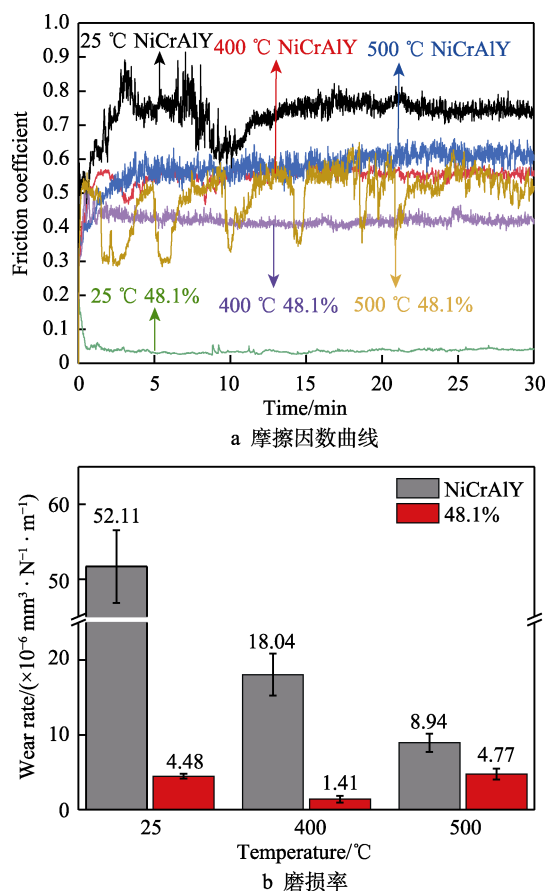 1.0
0.9
0.8
0.7
0.6
0.5
0.4
0.3
0.2
0.1
0
Friction coefficient
25 ℃ NiCrAlY
400 ℃ NiCrAlY
500 ℃ NiCrAlY
25 ℃ 48.1%
400 ℃ 48.1%
500 ℃ 48.1%
0 5 10 15 20 25 30
Time/min
a 摩擦因数曲线
Wear rate/(×10⁻⁶ mm³・N⁻¹・m⁻¹)
60
50
20
10
0
NiCrAlY
48.1%
52.11
4.48
18.04
1.41
8.94
4.77
25 400 500
Temperature/℃
b 磨损率